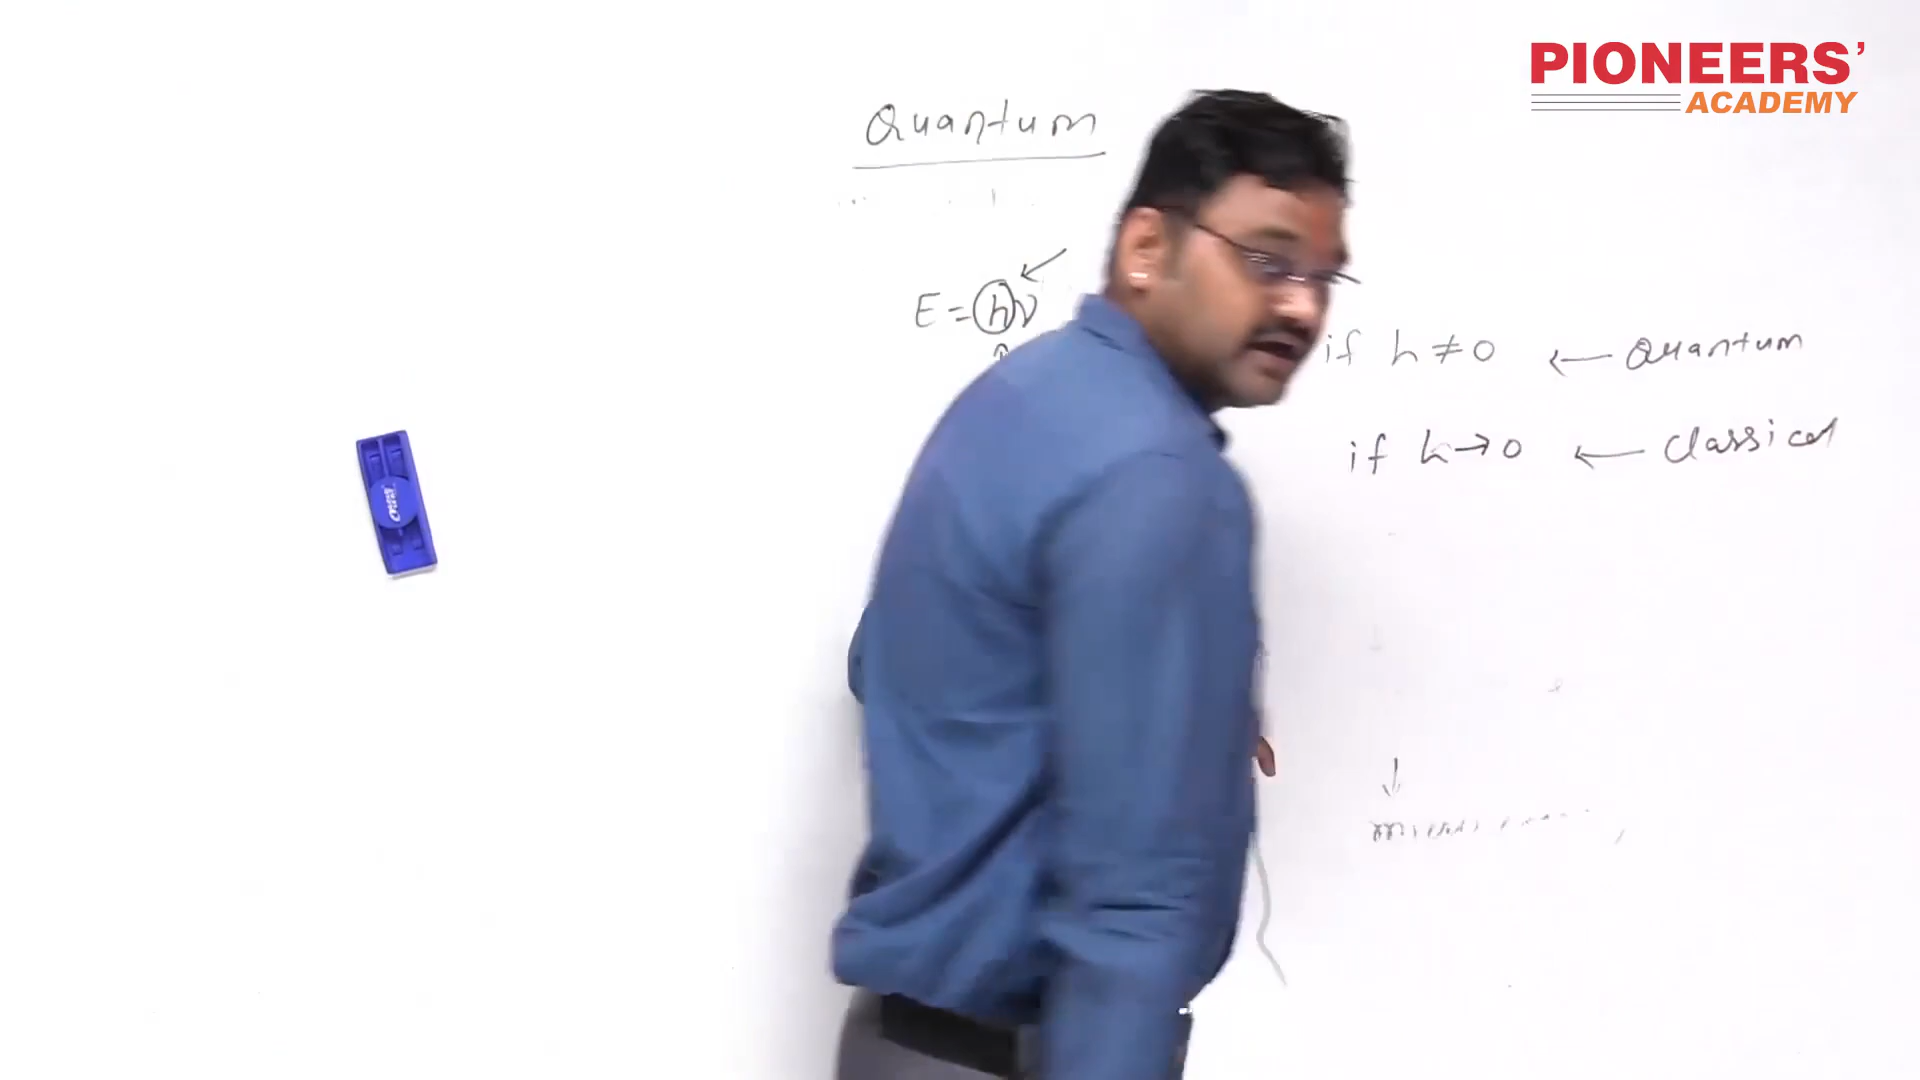 PIONEERS’
ACADEMY
Quantum
E = hν
if h ≠ 0 ← Quantum
if h → 0 ← Classical